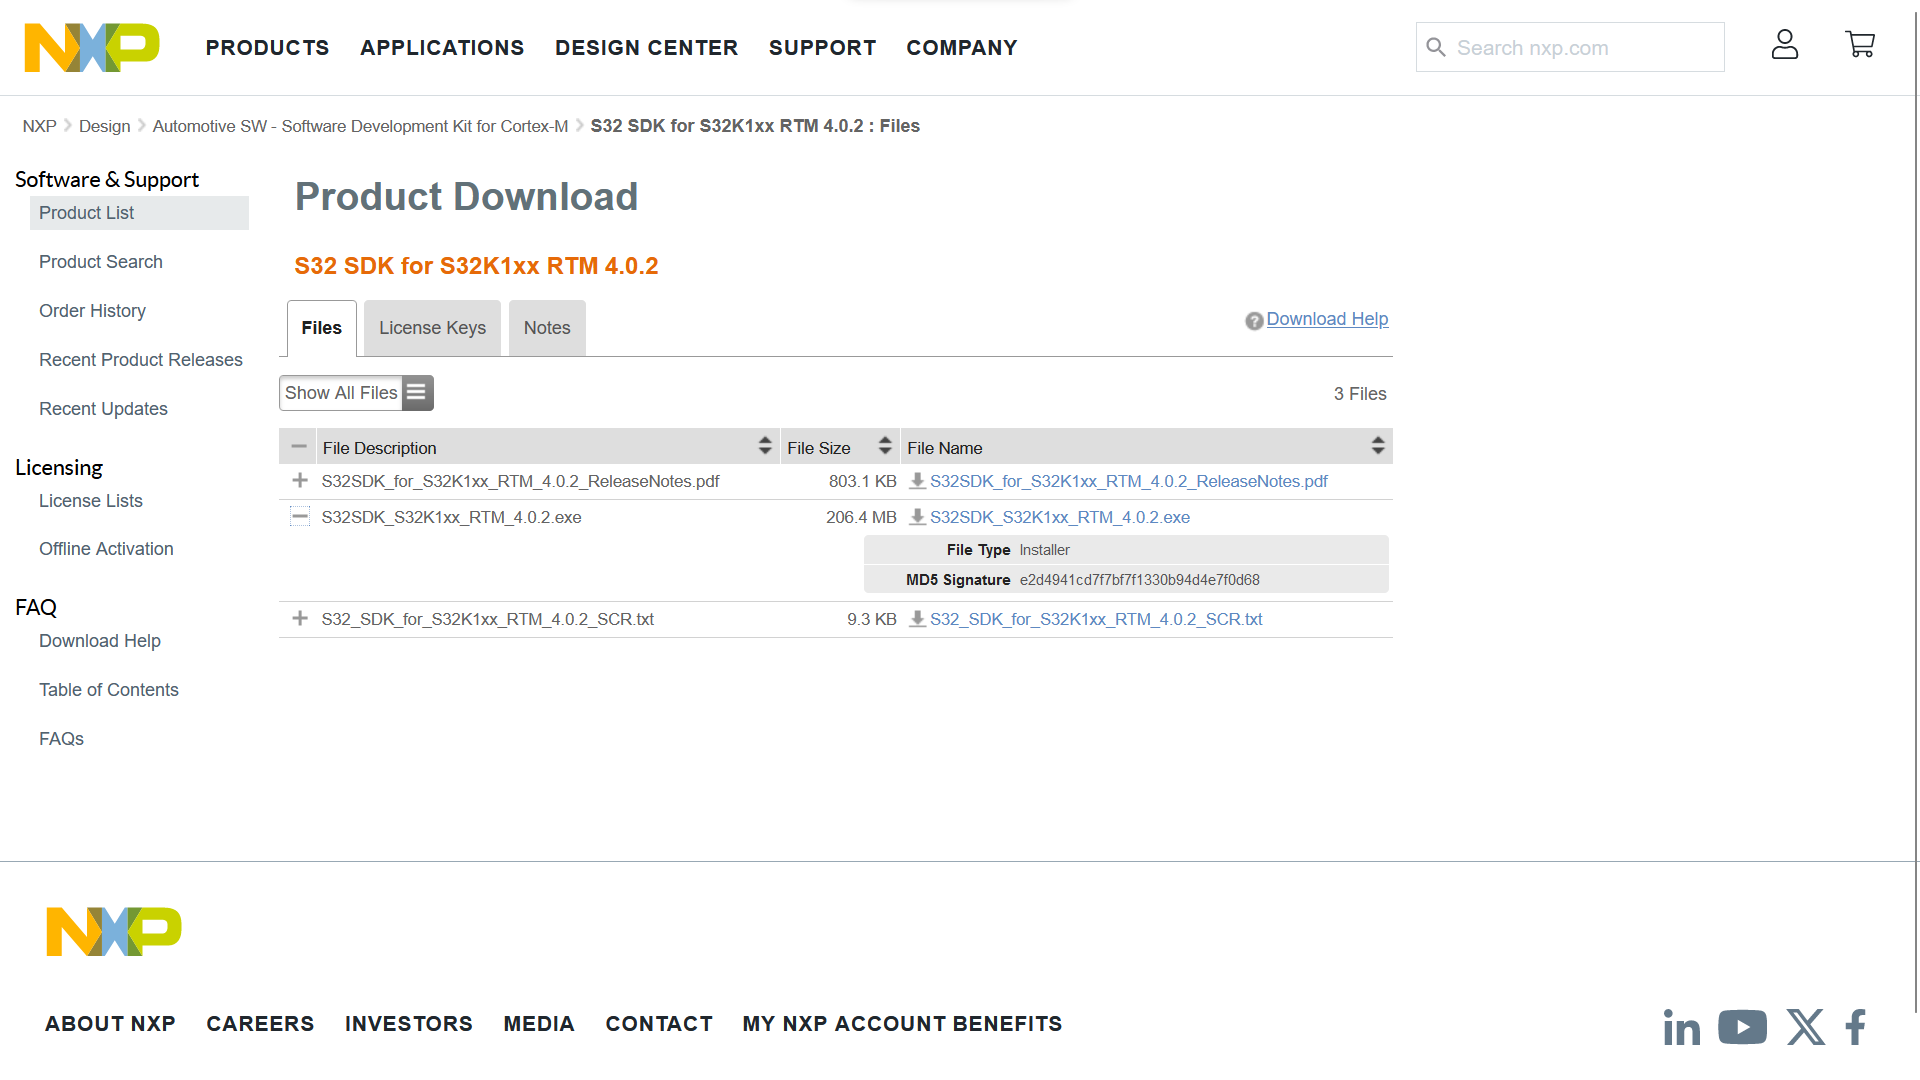 NXP
PRODUCTS APPLICATIONS DESIGN CENTER SUPPORT COMPANY
Search nxp.com
NXP Design Automotive SW - Software Development Kit for Cortex-M S32 SDK for S32K1xx RTM 4.0.2 : Files
Software & Support
Product List
Product Search
Order History
Recent Product Releases
Recent Updates
Licensing
License Lists
Offline Activation
FAQ
Download Help
Table of Contents
FAQs
Product Download
S32 SDK for S32K1xx RTM 4.0.2
Files License Keys Notes
? Download Help
Show All Files
3 Files
File Description File Size File Name
S32SDK_for_S32K1xx_RTM_4.0.2_ReleaseNotes.pdf 803.1 KB S32SDK_for_S32K1xx_RTM_4.0.2_ReleaseNotes.pdf
S32SDK_S32K1xx_RTM_4.0.2.exe 206.4 MB S32SDK_S32K1xx_RTM_4.0.2.exe
File Type Installer
MD5 Signature e2d4941cd7f7bf7f1330b94d4e7f0d68
S32_SDK_for_S32K1xx_RTM_4.0.2_SCR.txt 9.3 KB S32_SDK_for_S32K1xx_RTM_4.0.2_SCR.txt
NXP
ABOUT NXP CAREERS INVESTORS MEDIA CONTACT MY NXP ACCOUNT BENEFITS